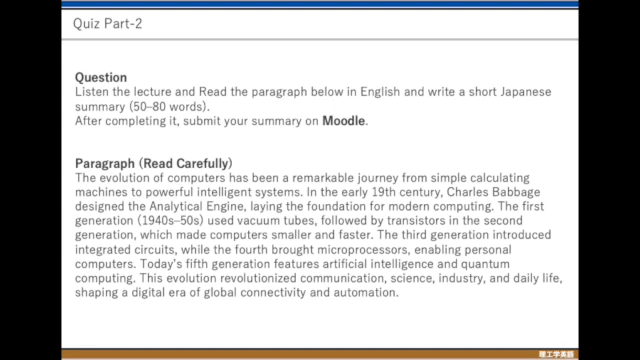 Quiz Part-2
Question
Listen the lecture and Read the paragraph below in English and write a short Japanese
summary (50–80 words).
After completing it, submit your summary on Moodle.
Paragraph (Read Carefully)
The evolution of computers has been a remarkable journey from simple calculating
machines to powerful intelligent systems. In the early 19th century, Charles Babbage
designed the Analytical Engine, laying the foundation for modern computing. The first
generation (1940s–50s) used vacuum tubes, followed by transistors in the second
generation, which made computers smaller and faster. The third generation introduced
integrated circuits, while the fourth brought microprocessors, enabling personal
computers. Today's fifth generation features artificial intelligence and quantum
computing. This evolution revolutionized communication, science, industry, and daily life,
shaping a digital era of global connectivity and automation.
理工学英語